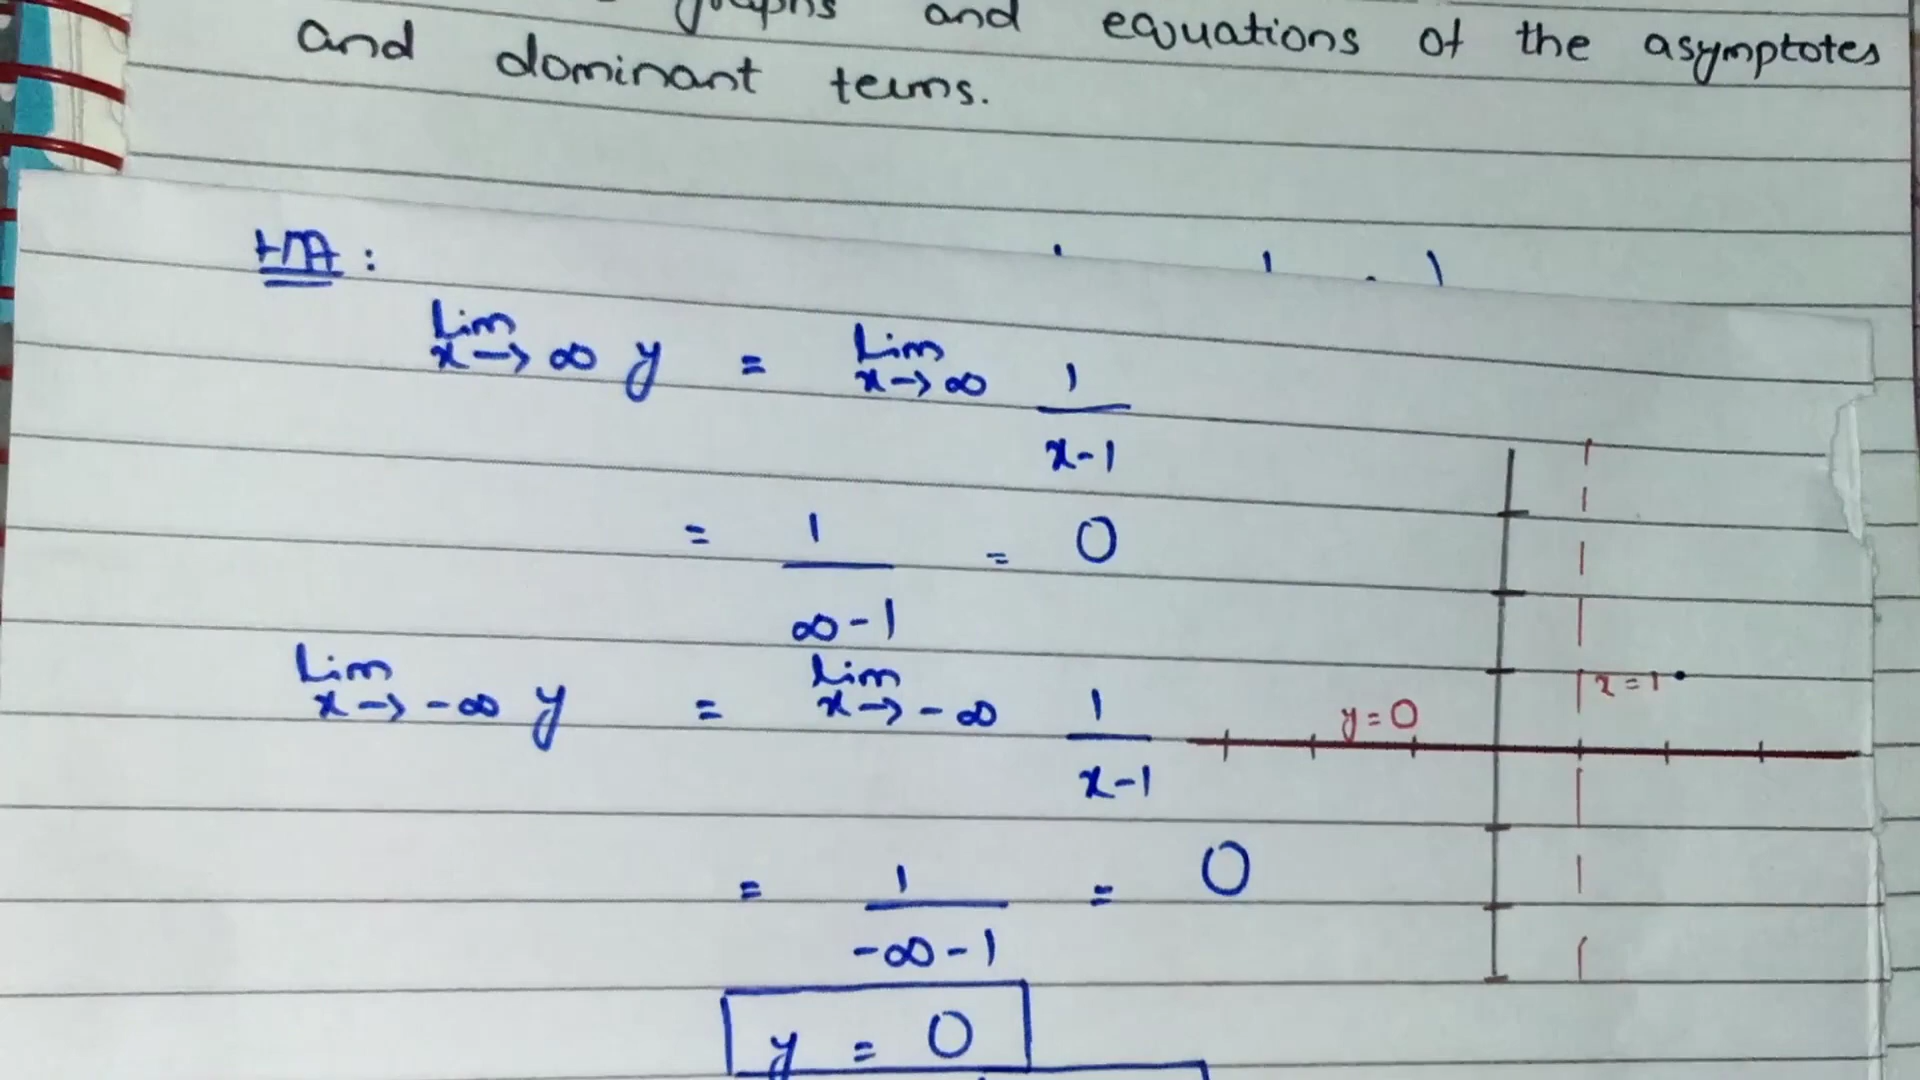 graphs and equations of the asymptotes
and dominant terms.
HA :
Lim x→∞ y = Lim x→∞ 1/(x-1)
= 1/(∞-1) = 0
Lim x→-∞ y = Lim x→-∞ 1/(x-1)
x=1
y=0
= 1/(-∞-1) = 0
y = 0